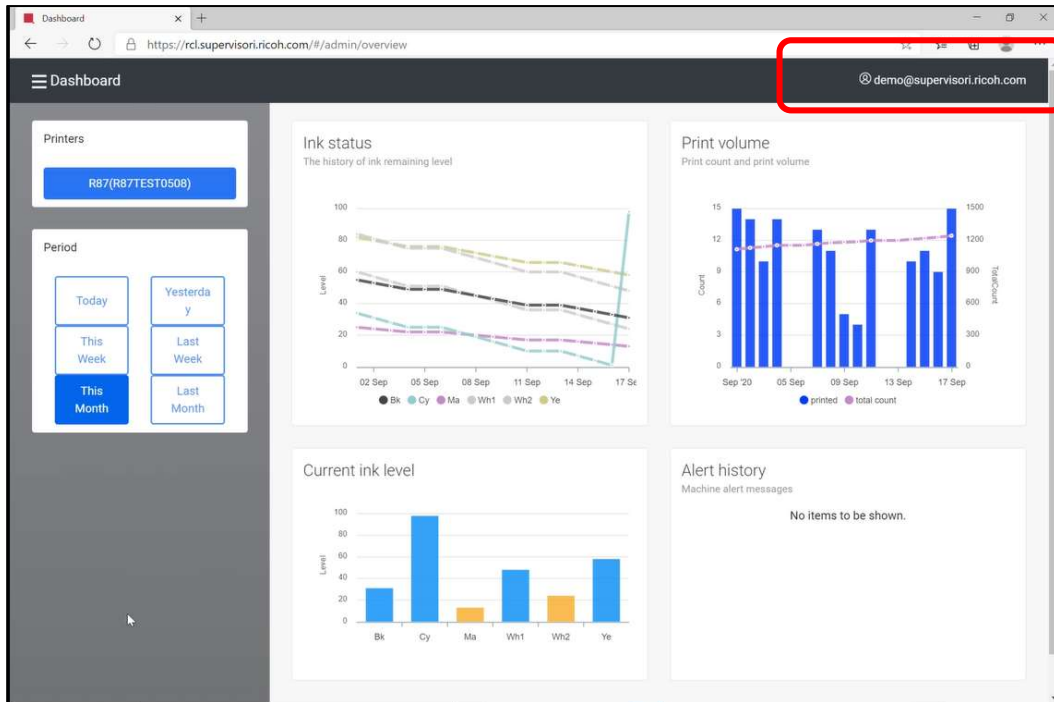 Dashboard
https://rcl.supervisori.ricoh.com/#/admin/overview
Dashboard
demo@supervisori.ricoh.com
Printers
R87(R87TEST0508)
Period
Today
Yesterda
y
This
Week
Last
Week
This
Month
Last
Month
Ink status
The history of ink remaining level
100
80
60
40
20
0
Level
02 Sep 05 Sep 08 Sep 11 Sep 14 Sep 17 Se
Bk Cy Ma Wh1 Wh2 Ye
Print volume
Print count and print volume
15
12
9
6
3
0
Count
1500
1200
900
600
300
0
TotalCount
Sep '20 05 Sep 09 Sep 13 Sep 17 Sep
printed total count
Current ink level
100
80
60
40
20
0
Level
Bk Cy Ma Wh1 Wh2 Ye
Alert history
Machine alert messages
No items to be shown.